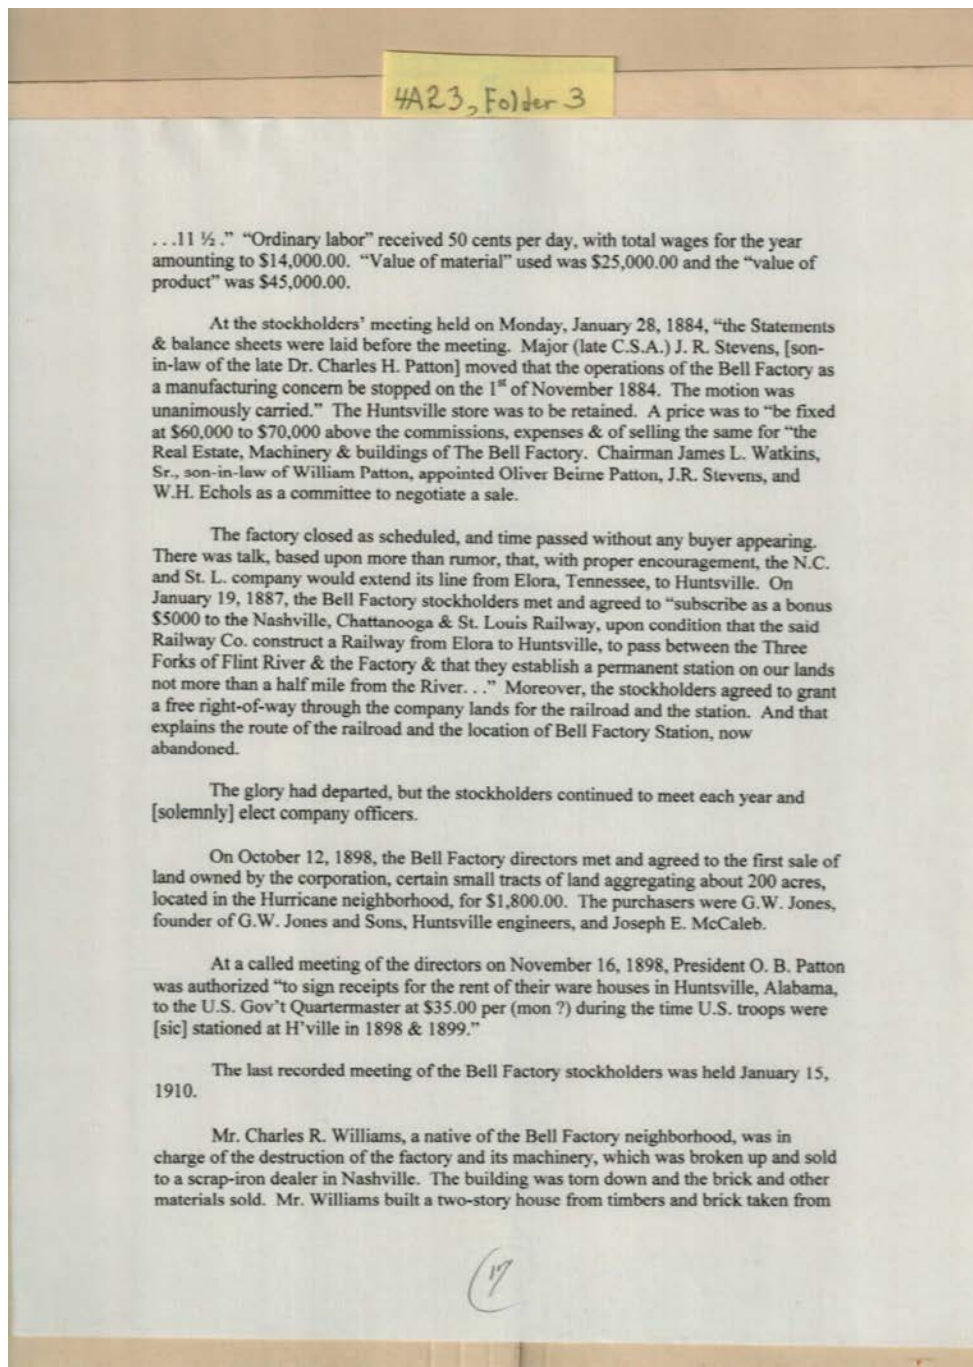 4A23, Folder 3
...11 ½.” “Ordinary labor” received 50 cents per day, with total wages for the year
amounting to $14,000.00. “Value of material” used was $25,000.00 and the “value of
product” was $45,000.00.
At the stockholders’ meeting held on Monday, January 28, 1884, “the Statements
& balance sheets were laid before the meeting. Major (late C.S.A.) J. R. Stevens, [son-
in-law of the late Dr. Charles H. Patton] moved that the operations of the Bell Factory as
a manufacturing concern be stopped on the 1st of November 1884. The motion was
unanimously carried.” The Huntsville store was to be retained. A price was to “be fixed
at $60,000 to $70,000 above the commissions, expenses & of selling the same for “the
Real Estate, Machinery & buildings of The Bell Factory. Chairman James L. Watkins,
Sr., son-in-law of William Patton, appointed Oliver Beirne Patton, J.R. Stevens, and
W.H. Echols as a committee to negotiate a sale.
The factory closed as scheduled, and time passed without any buyer appearing.
There was talk, based upon more than rumor, that, with proper encouragement, the N.C.
and St. L. company would extend its line from Elora, Tennessee, to Huntsville. On
January 19, 1887, the Bell Factory stockholders met and agreed to “subscribe as a bonus
$5000 to the Nashville, Chattanooga & St. Louis Railway, upon condition that the said
Railway Co. construct a Railway from Elora to Huntsville, to pass between the Three
Forks of Flint River & the Factory & that they establish a permanent station on our lands
not more than a half mile from the River. . .” Moreover, the stockholders agreed to grant
a free right-of-way through the company lands for the railroad and the station. And that
explains the route of the railroad and the location of Bell Factory Station, now
abandoned.
The glory had departed, but the stockholders continued to meet each year and
[solemnly] elect company officers.
On October 12, 1898, the Bell Factory directors met and agreed to the first sale of
land owned by the corporation, certain small tracts of land aggregating about 200 acres,
located in the Hurricane neighborhood, for $1,800.00. The purchasers were G.W. Jones,
founder of G.W. Jones and Sons, Huntsville engineers, and Joseph E. McCaleb.
At a called meeting of the directors on November 16, 1898, President O. B. Patton
was authorized “to sign receipts for the rent of their ware houses in Huntsville, Alabama,
to the U.S. Gov’t Quartermaster at $35.00 per (mon ?) during the time U.S. troops were
[sic] stationed at H’ville in 1898 & 1899.”
The last recorded meeting of the Bell Factory stockholders was held January 15,
1910.
Mr. Charles R. Williams, a native of the Bell Factory neighborhood, was in
charge of the destruction of the factory and its machinery, which was broken up and sold
to a scrap-iron dealer in Nashville. The building was torn down and the brick and other
materials sold. Mr. Williams built a two-story house from timbers and brick taken from
17